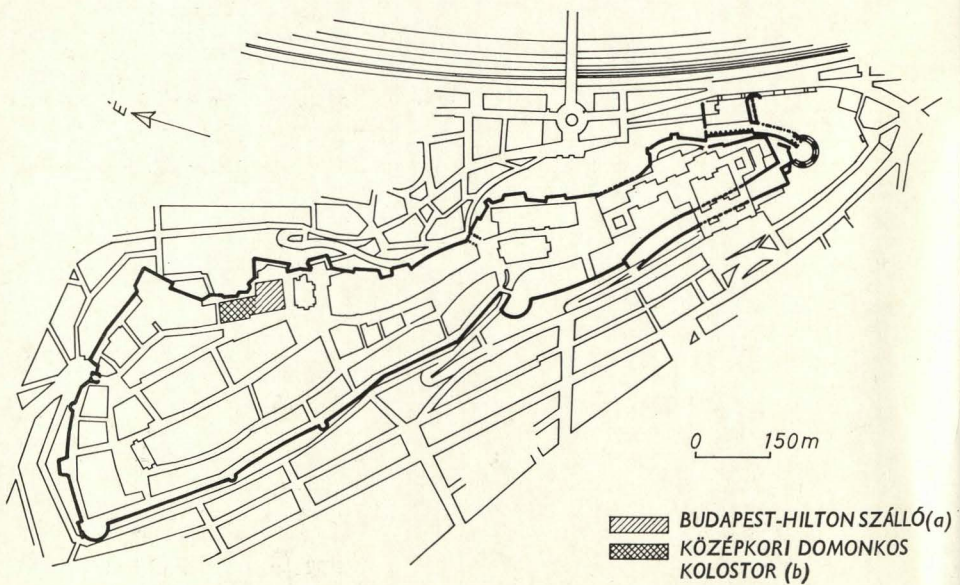 É
0 150m
BUDAPEST-HILTON SZÁLLÓ(a)
KÖZÉPKORI DOMONKOS
KOLOSTOR (b)